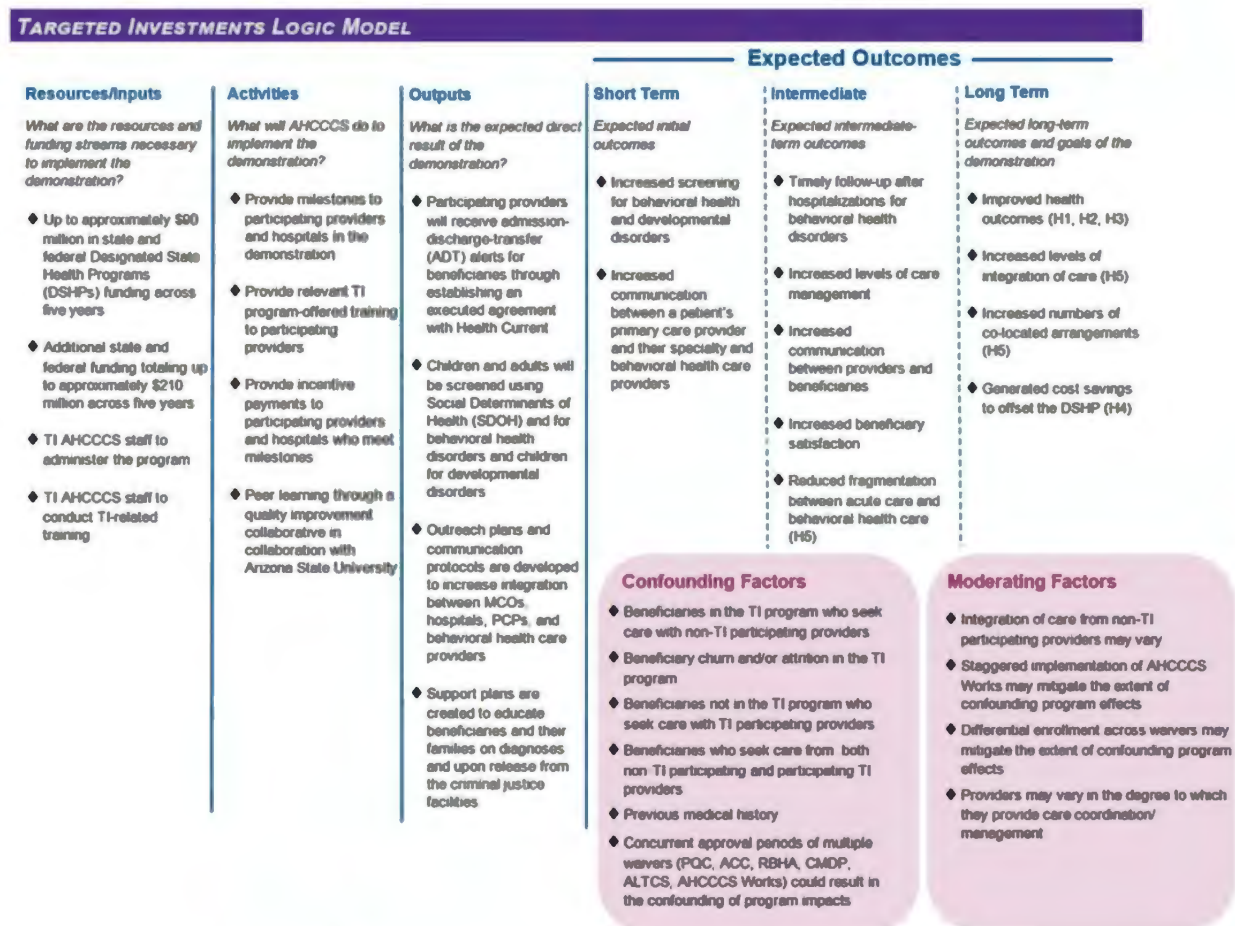 TARGETED INVESTMENTS LOGIC MODEL
Expected Outcomes
Resources/Inputs
What are the resources and
funding streams necessary
to implement the
demonstration?
◆ Up to approximately $90
million in state and
federal Designated State
Health Programs
(DSHPs) funding across
five years
◆ Additional state and
federal funding totaling up
to approximately $210
million across five years
◆ TI AHCCCS staff to
administer the program
◆ TI AHCCCS staff to
conduct TI-related
training
Activities
What will AHCCCS do to
implement the
demonstration?
◆ Provide milestones to
participating providers
and hospitals in the
demonstration
◆ Provide relevant TI
program-offered training
to participating
providers
◆ Provide incentive
payments to
participating providers
and hospitals who meet
milestones
◆ Peer learning through a
quality improvement
collaborative in
collaboration with
Arizona State University
Outputs
What is the expected direct
result of the
demonstration?
◆ Participating providers
will receive admission-
discharge-transfer
(ADT) alerts for
beneficiaries through
establishing an
executed agreement
with Health Current
◆ Children and adults will
be screened using
Social Determinants of
Health (SDOH) and for
behavioral health
disorders and children
for developmental
disorders
◆ Outreach plans and
communication
protocols are developed
to increase integration
between MCOs,
hospitals, PCPs, and
behavioral health care
providers
◆ Support plans are
created to educate
beneficiaries and their
families on diagnoses
and upon release from
the criminal justice
facilities
Short Term
Expected initial
outcomes
◆ Increased screening
for behavioral health
and developmental
disorders
◆ Increased
communication
between a patient's
primary care provider
and their specialty and
behavioral health care
providers
Intermediate
Expected intermediate-
term outcomes
◆ Timely follow-up after
hospitalizations for
behavioral health
disorders
◆ Increased levels of care
management
◆ Increased
communication
between providers and
beneficiaries
◆ Increased beneficiary
satisfaction
◆ Reduced fragmentation
between acute care and
behavioral health care
(H5)
Long Term
Expected long-term
outcomes and goals of the
demonstration
◆ Improved health
outcomes (H1, H2, H3)
◆ Increased levels of
integration of care (H5)
◆ Increased numbers of
co-located arrangements
(H5)
◆ Generated cost savings
to offset the DSHP (H4)
Confounding Factors
◆ Beneficiaries in the TI program who seek
care with non-TI participating providers
◆ Beneficiary churn and/or attrition in the TI
program
◆ Beneficiaries not in the TI program who
seek care with TI participating providers
◆ Beneficiaries who seek care from both
non-TI participating and participating TI
providers
◆ Previous medical history
◆ Concurrent approval periods of multiple
waivers (PQC, ACC, RBHA, CMDP,
ALTCS, AHCCCS Works) could result in
the confounding of program impacts
Moderating Factors
◆ Integration of care from non-TI
participating providers may vary
◆ Staggered implementation of AHCCCS
Works may mitigate the extent of
confounding program effects
◆ Differential enrollment across waivers may
mitigate the extent of confounding program
effects
◆ Providers may vary in the degree to which
they provide care coordination/
management